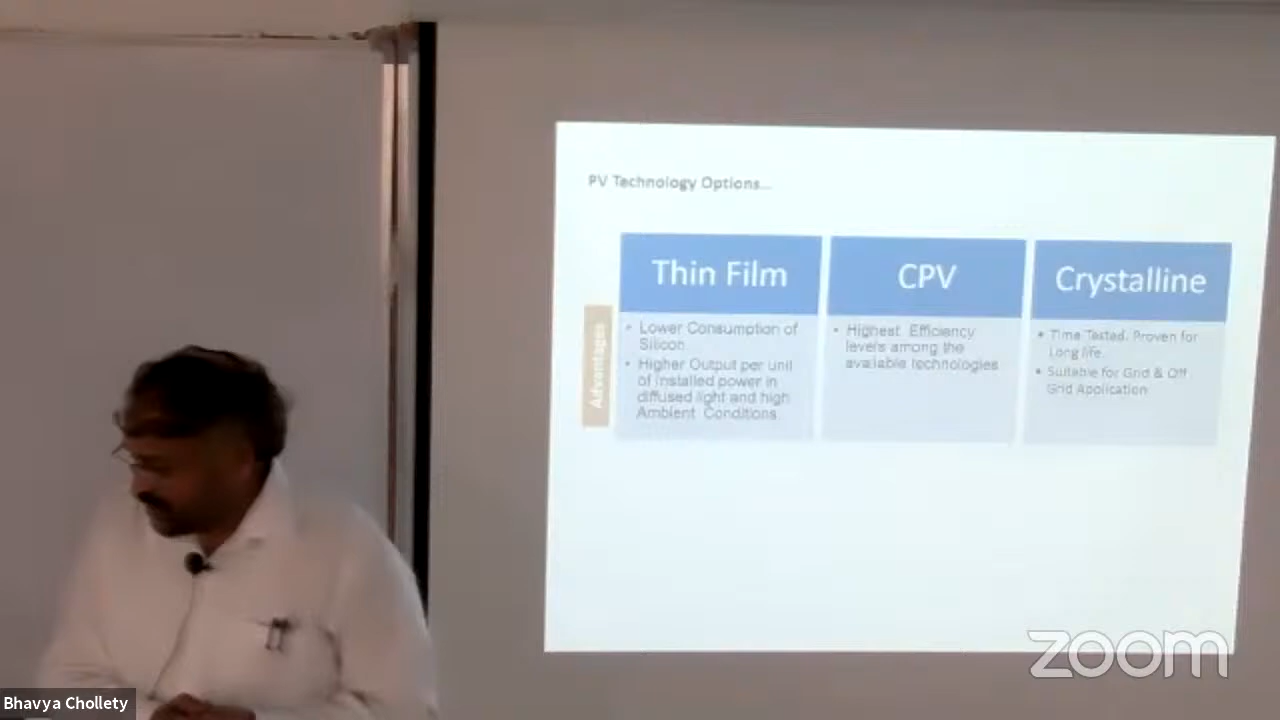 PV Technology Options...
Thin Film
CPV
Crystalline
Advantages
• Lower Consumption of
Silicon
• Higher Output per unit
of installed power in
diffused light and high
Ambient Conditions
• Highest Efficiency
levels among the
available technologies
• Time Tested. Proven for
Long life
• Suitable for Grid & Off
Grid Application
zoom
Bhavya Chollety